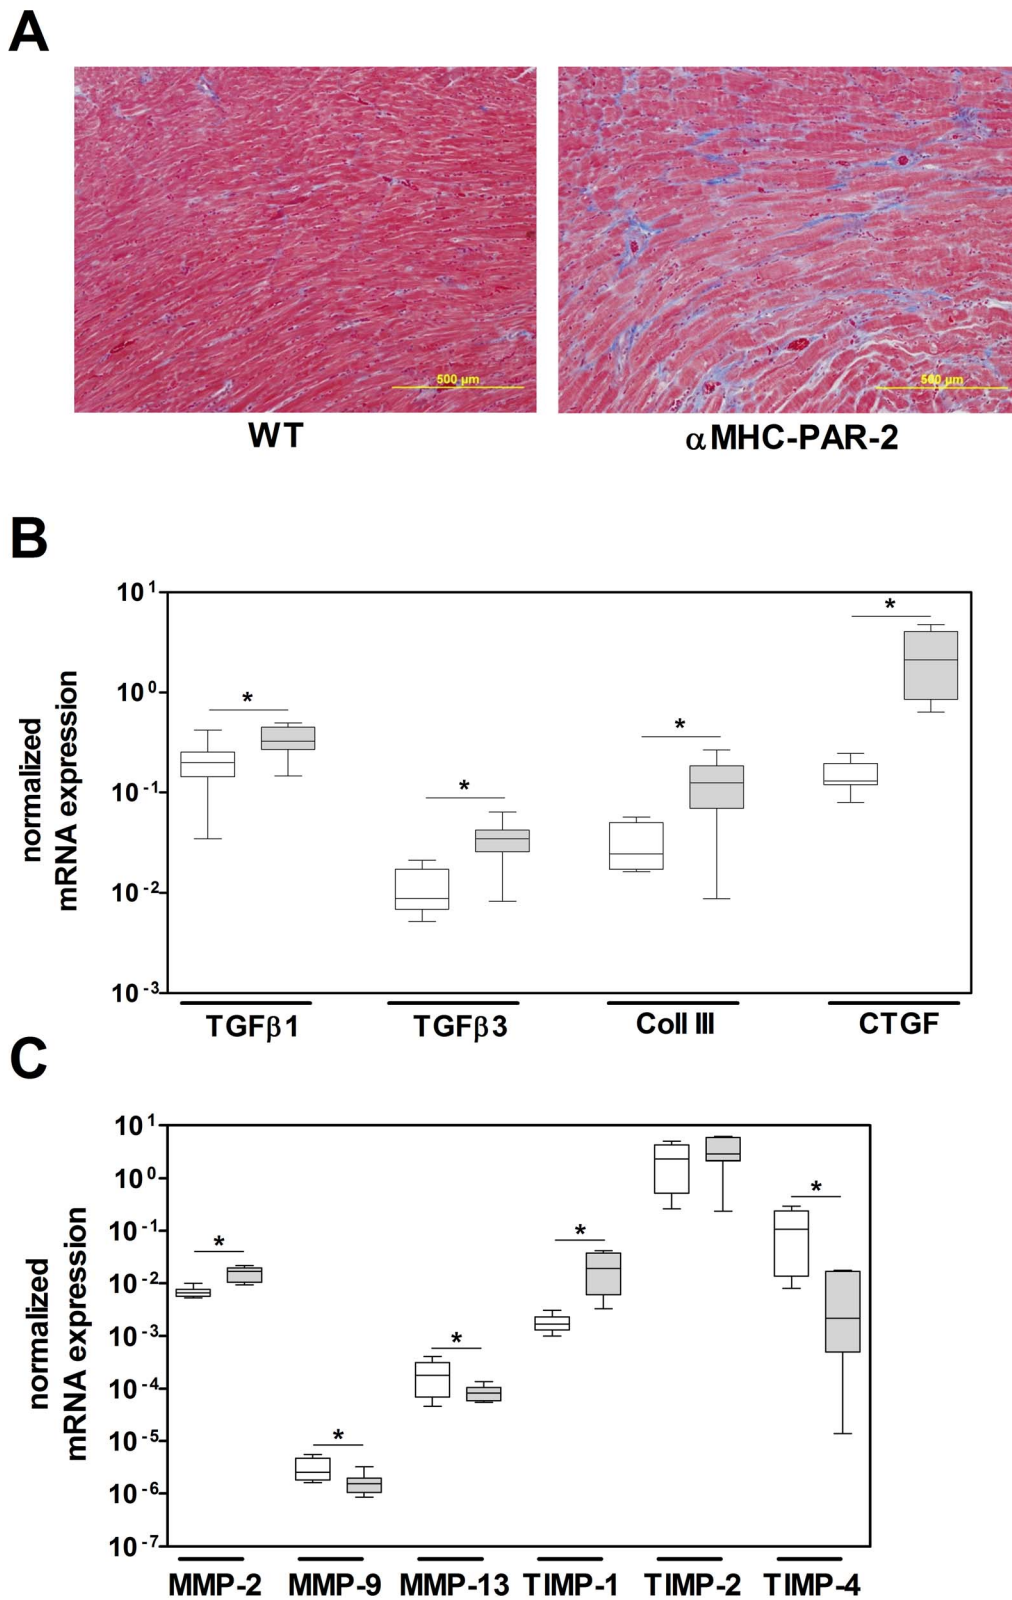 A
500 µm
500 µm
WT
αMHC-PAR-2
B
normalized
mRNA expression
10¹
10⁰
10⁻¹
10⁻²
10⁻³
*
*
*
*
TGFβ1
TGFβ3
Coll III
CTGF
C
normalized
mRNA expression
10¹
10⁰
10⁻¹
10⁻²
10⁻³
10⁻⁴
10⁻⁵
10⁻⁶
10⁻⁷
*
*
*
*
*
MMP-2
MMP-9
MMP-13
TIMP-1
TIMP-2
TIMP-4